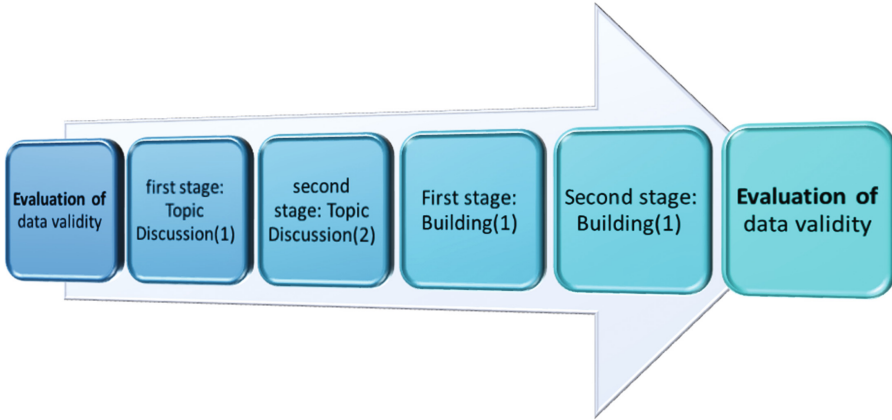 Evaluation of
data validity
first stage:
Topic
Discussion(1)
second
stage: Topic
Discussion(2)
First stage:
Building(1)
Second stage:
Building(1)
Evaluation of
data validity